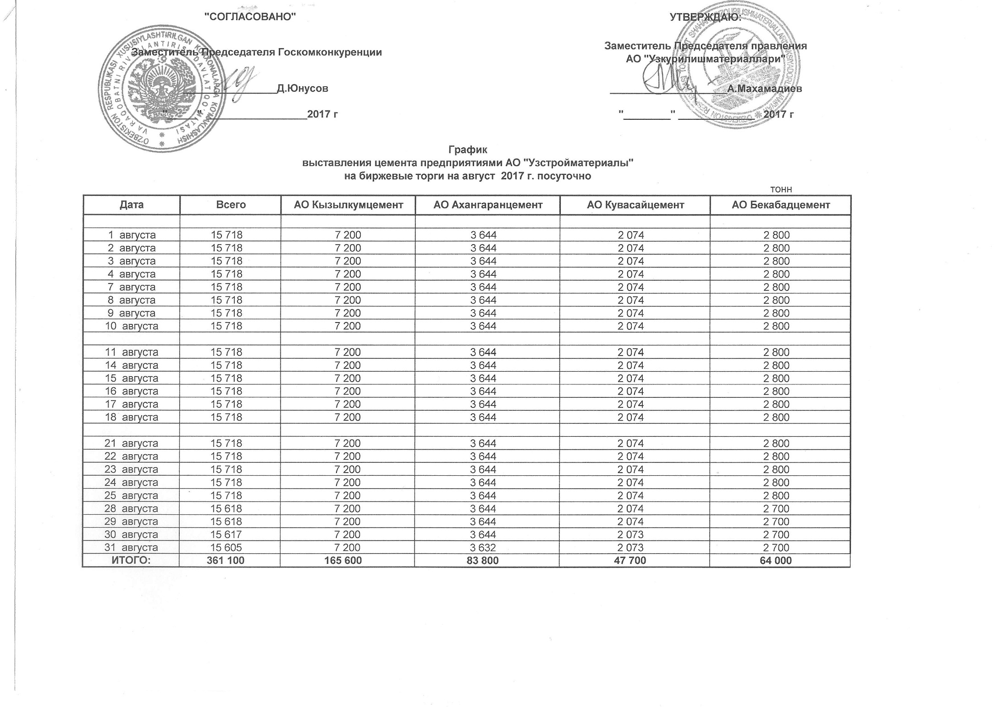 "СОГЛАСОВАНО"
Заместитель Председателя Госкомконкуренции
Д.Юнусов
"_____" _________________2017 г
УТВЕРЖДАЮ:
Заместитель Председателя правления
АО "Узкурилишматериаллари"
А.Махамадиев
"________" _____________ 2017 г
O'ZBEKISTON RESPUBLIKASI XUSUSIYLASHTIRILGAN KORXONALARGA KO'MAKLASHISH
VA RAQOBATNI RIVOJLANTIRISH DAVLAT QO'MITASI
График
выставления цемента предприятиями АО "Узстройматериалы"
на биржевые торги на август 2017 г. посуточно
тонн
Дата Всего АО Кызылкумцемент АО Ахангаранцемент АО Кувасайцемент АО Бекабадцемент
1 августа 15 718 7 200 3 644 2 074 2 800
2 августа 15 718 7 200 3 644 2 074 2 800
3 августа 15 718 7 200 3 644 2 074 2 800
4 августа 15 718 7 200 3 644 2 074 2 800
7 августа 15 718 7 200 3 644 2 074 2 800
8 августа 15 718 7 200 3 644 2 074 2 800
9 августа 15 718 7 200 3 644 2 074 2 800
10 августа 15 718 7 200 3 644 2 074 2 800
11 августа 15 718 7 200 3 644 2 074 2 800
14 августа 15 718 7 200 3 644 2 074 2 800
15 августа 15 718 7 200 3 644 2 074 2 800
16 августа 15 718 7 200 3 644 2 074 2 800
17 августа 15 718 7 200 3 644 2 074 2 800
18 августа 15 718 7 200 3 644 2 074 2 800
21 августа 15 718 7 200 3 644 2 074 2 800
22 августа 15 718 7 200 3 644 2 074 2 800
23 августа 15 718 7 200 3 644 2 074 2 800
24 августа 15 718 7 200 3 644 2 074 2 800
25 августа 15 718 7 200 3 644 2 074 2 800
28 августа 15 618 7 200 3 644 2 074 2 700
29 августа 15 618 7 200 3 644 2 074 2 700
30 августа 15 617 7 200 3 644 2 073 2 700
31 августа 15 605 7 200 3 632 2 073 2 700
ИТОГО: 361 100 165 600 83 800 47 700 64 000